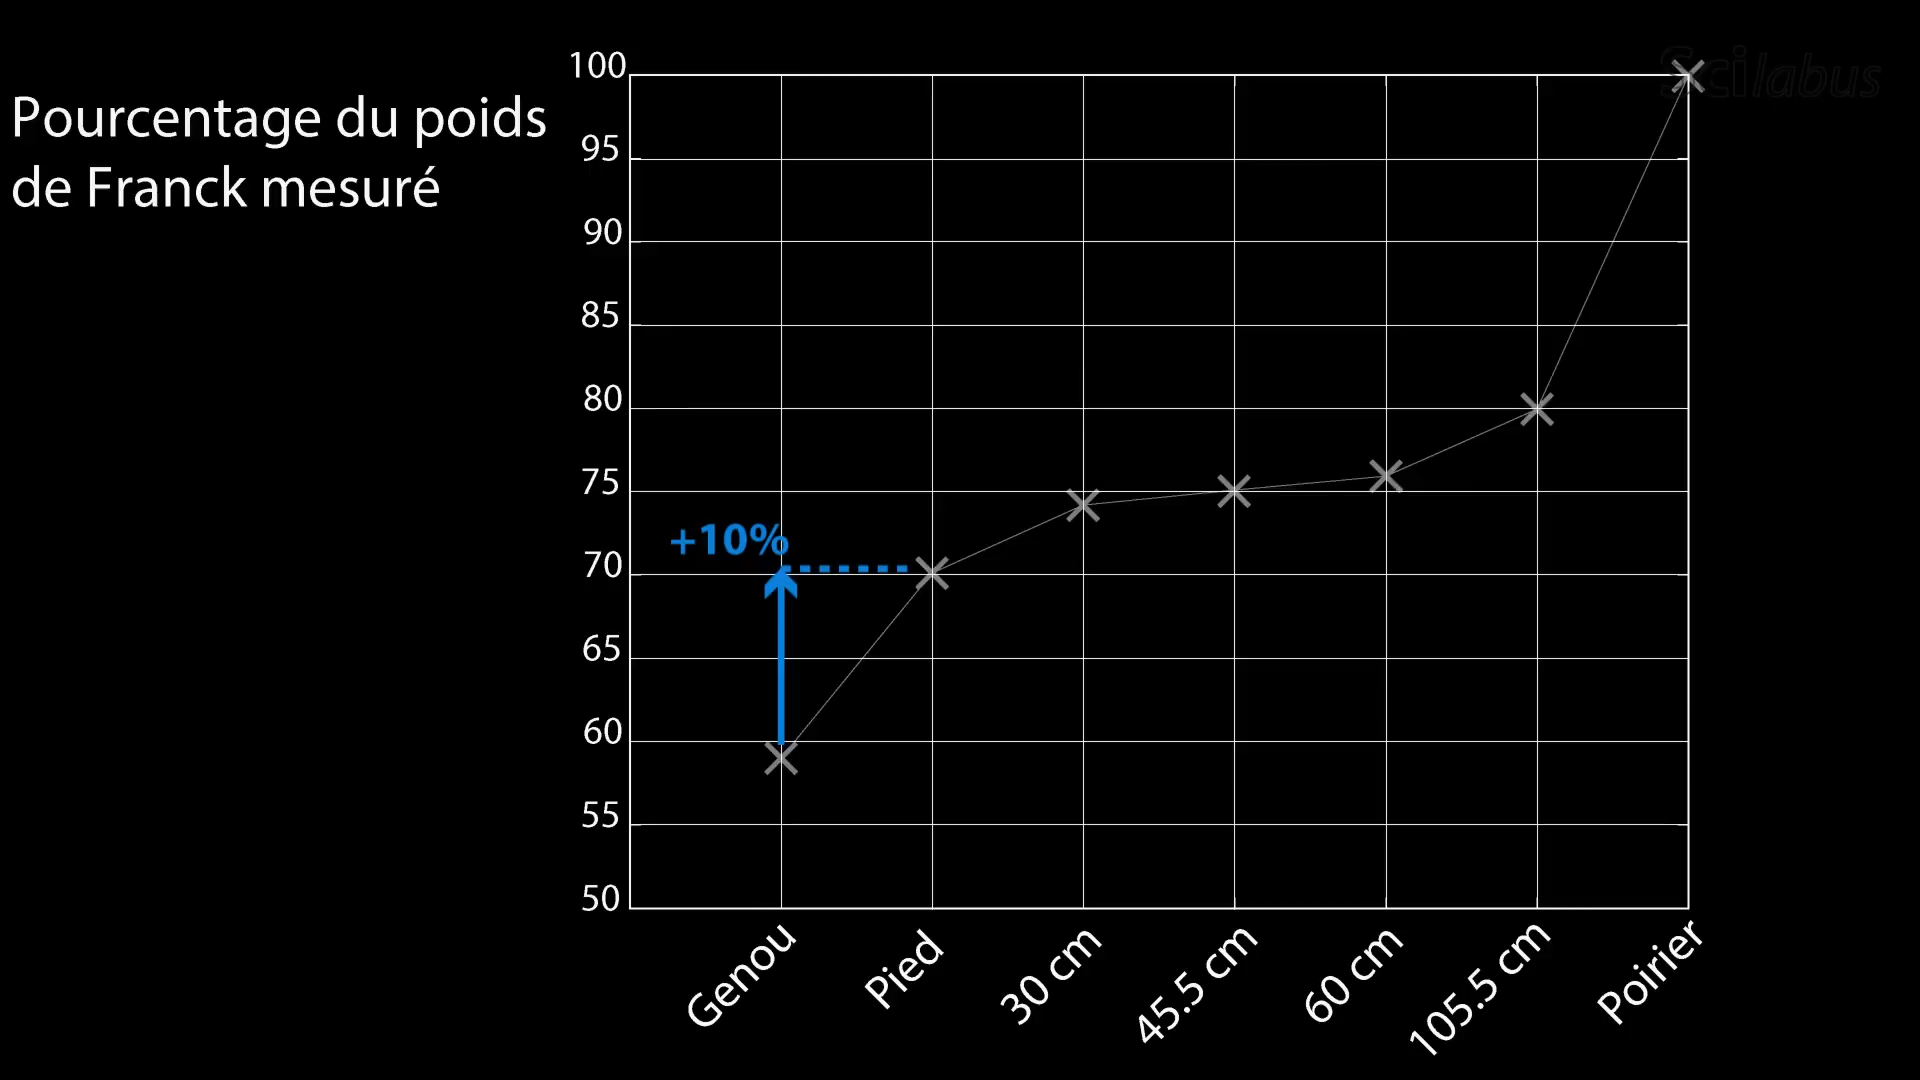 Pourcentage du poids
de Franck mesuré
100
95
90
85
80
75
70
65
60
55
50
+10%
Genou
Pied
30 cm
45.5 cm
60 cm
105.5 cm
Poirier
Scilabus